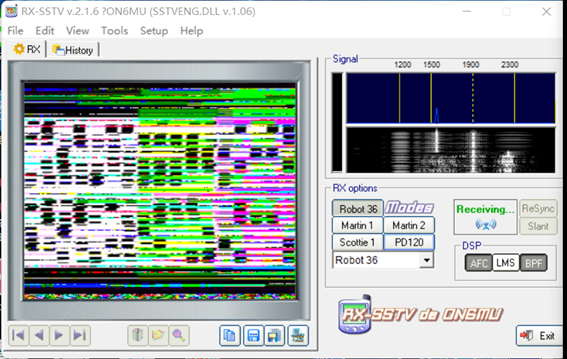 RX-SSTV v.2.1.6 ?ON6MU (SSTVENG.DLL v.1.06)
File Edit View Tools Setup Help
RX History
Signal
1200 1500 1900 2300
RX options
Robot 36 Modes Receiving... ReSync
Martin 1 Martin 2 Slant
Scottie 1 PD120 DSP
Robot 36 AFC LMS BPF
RX-SSTV de ON6MU
Exit